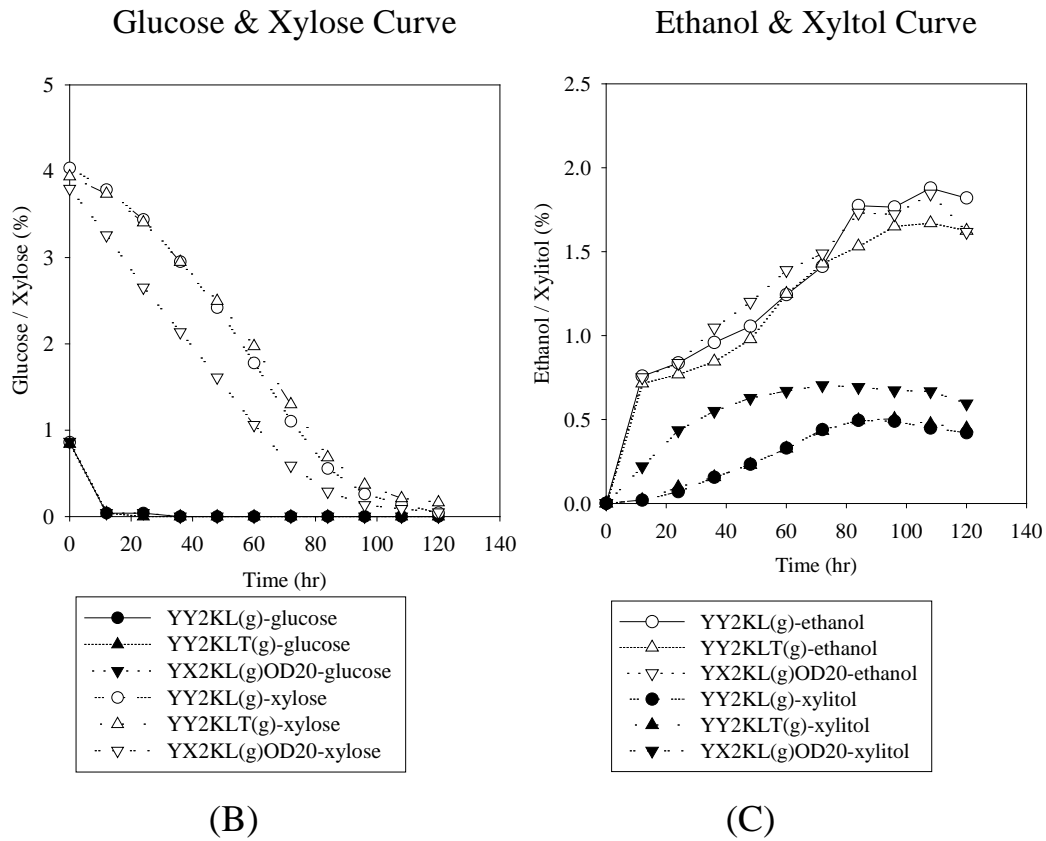 Glucose & Xylose Curve
Ethanol & Xyltol Curve
Glucose / Xylose (%)
5
4
3
2
1
0
0 20 40 60 80 100 120 140
Time (hr)
Ethanol / Xylitol (%)
2.5
2.0
1.5
1.0
0.5
0.0
0 20 40 60 80 100 120 140
Time (hr)
YY2KL(g)-glucose
YY2KLT(g)-glucose
YX2KL(g)OD20-glucose
YY2KL(g)-xylose
YY2KLT(g)-xylose
YX2KL(g)OD20-xylose
YY2KL(g)-ethanol
YY2KLT(g)-ethanol
YX2KL(g)OD20-ethanol
YY2KL(g)-xylitol
YY2KLT(g)-xylitol
YX2KL(g)OD20-xylitol
(B)
(C)